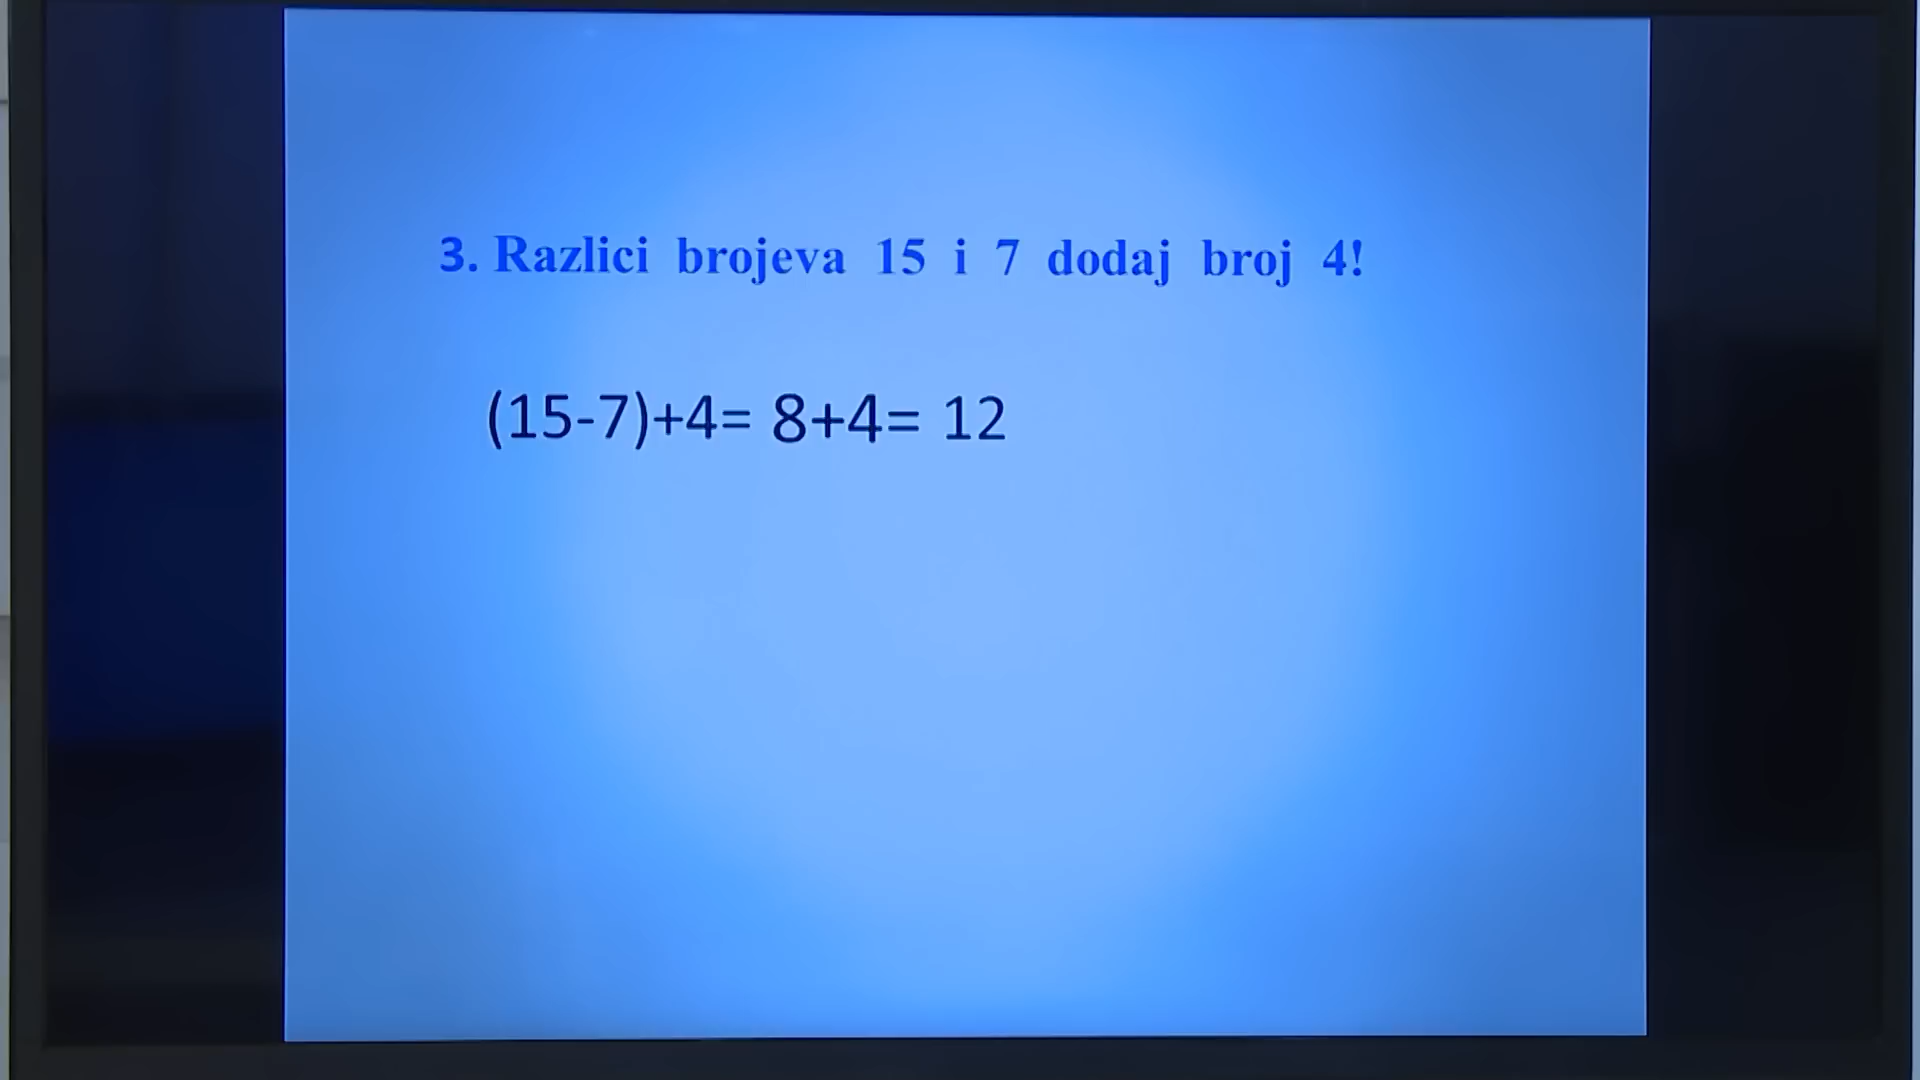 3. Razlici brojeva 15 i 7 dodaj broj 4!
(15-7)+4= 8+4= 12